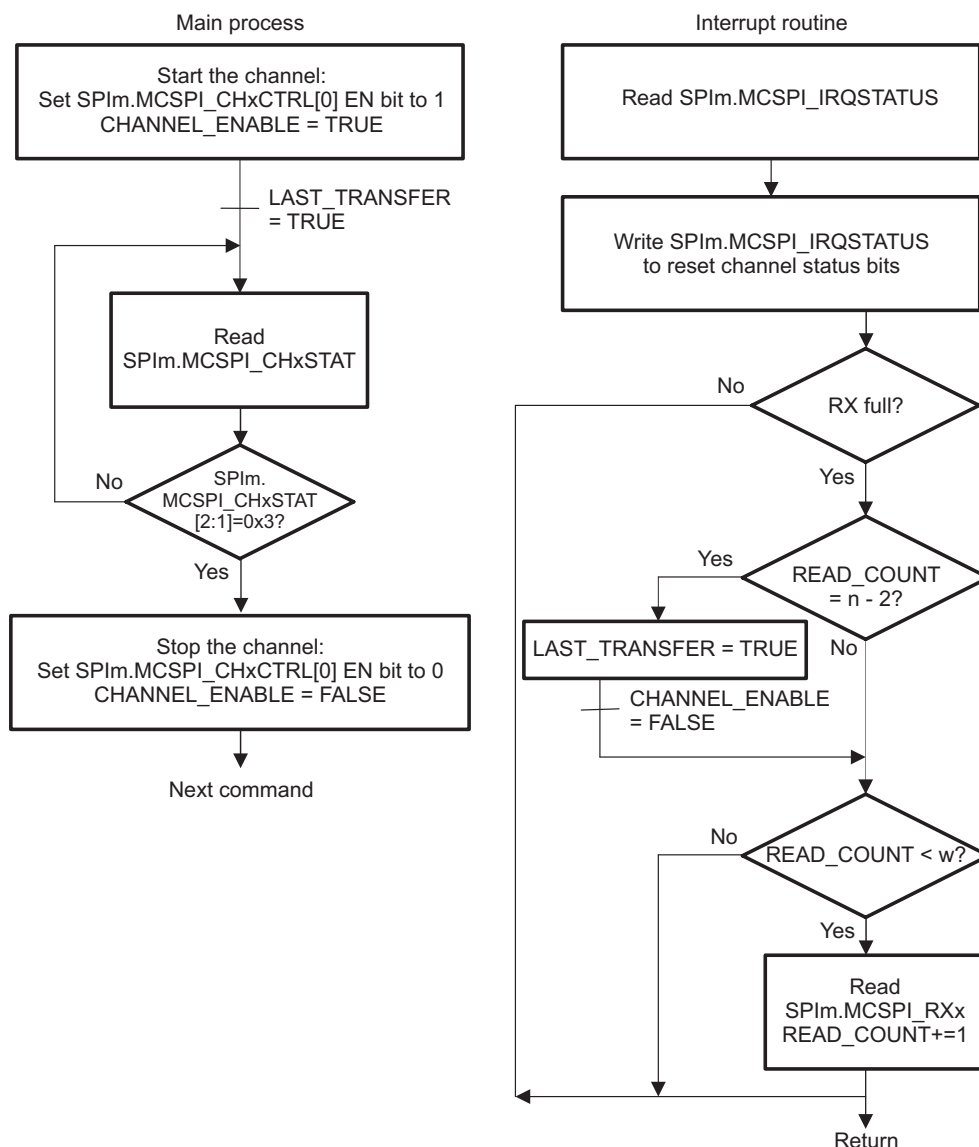 Main process
Start the channel:
Set SPIm.MCSPI_CHxCTRL[0] EN bit to 1
CHANNEL_ENABLE = TRUE
LAST_TRANSFER
= TRUE
Read
SPIm.MCSPI_CHxSTAT
No
SPIm.
MCSPI_CHxSTAT
[2:1]=0x3?
Yes
Stop the channel:
Set SPIm.MCSPI_CHxCTRL[0] EN bit to 0
CHANNEL_ENABLE = FALSE
Next command
Interrupt routine
Read SPIm.MCSPI_IRQSTATUS
Write SPIm.MCSPI_IRQSTATUS
to reset channel status bits
No
RX full?
Yes
Yes
READ_COUNT
= n - 2?
LAST_TRANSFER = TRUE
No
CHANNEL_ENABLE
= FALSE
No
READ_COUNT < w?
Yes
Read
SPIm.MCSPI_RXx
READ_COUNT+=1
Return